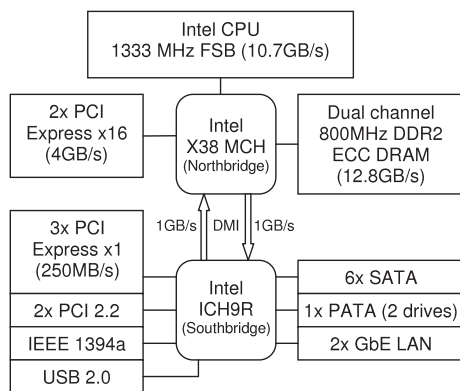 Intel CPU
1333 MHz FSB (10.7GB/s)
2x PCI
Express x16
(4GB/s)
Intel
X38 MCH
(Northbridge)
Dual channel
800MHz DDR2
ECC DRAM
(12.8GB/s)
1GB/s
DMI
1GB/s
3x PCI
Express x1
(250MB/s)
2x PCI 2.2
IEEE 1394a
USB 2.0
Intel
ICH9R
(Southbridge)
6x SATA
1x PATA (2 drives)
2x GbE LAN